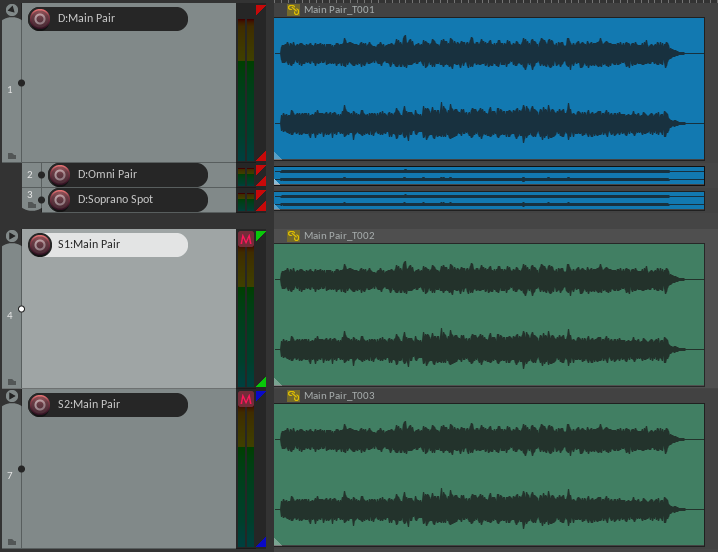 D:Main Pair
Main Pair_T001
1
2
D:Omni Pair
3
D:Soprano Spot
S1:Main Pair
M
Main Pair_T002
4
S2:Main Pair
M
Main Pair_T003
7